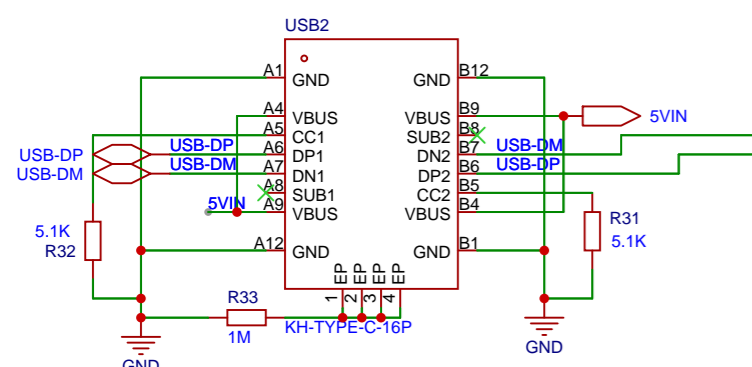 USB2
A1 GND GND B12
A4 VBUS VBUS B9 5VIN
A5 CC1 SUB2 B8
USB-DP USB-DP A6 DP1 DN2 B7 USB-DM
USB-DM USB-DM A7 DN1 DP2 B6 USB-DP
A8 SUB1 CC2 B5
5VIN A9 VBUS VBUS B4
5.1K R31
R32 5.1K
A12 GND GND B1
EP EP EP EP
1 2 3 4
R33
1M KH-TYPE-C-16P
GND
GND